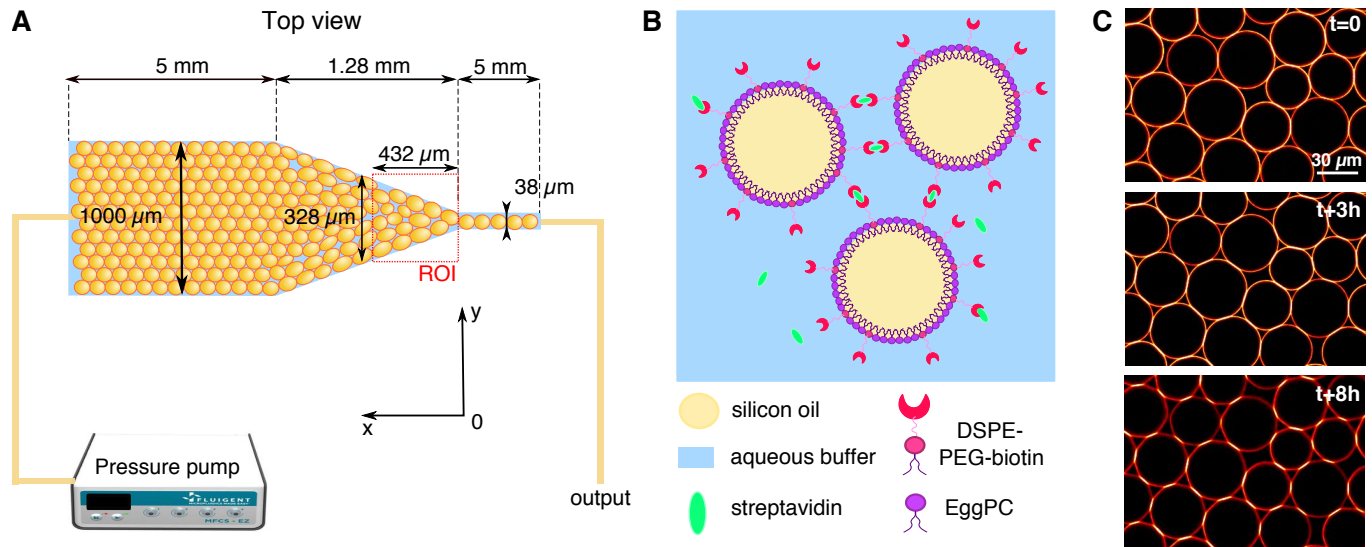 A
Top view
5 mm
1.28 mm
5 mm
432 µm
38 µm
1000 µm
328 µm
ROI
y
x
0
Pressure pump
FLUIGENT
MFCS - EZ
output
B
silicon oil
aqueous buffer
streptavidin
DSPE-
PEG-biotin
EggPC
C
t=0
30 µm
t+3h
t+8h